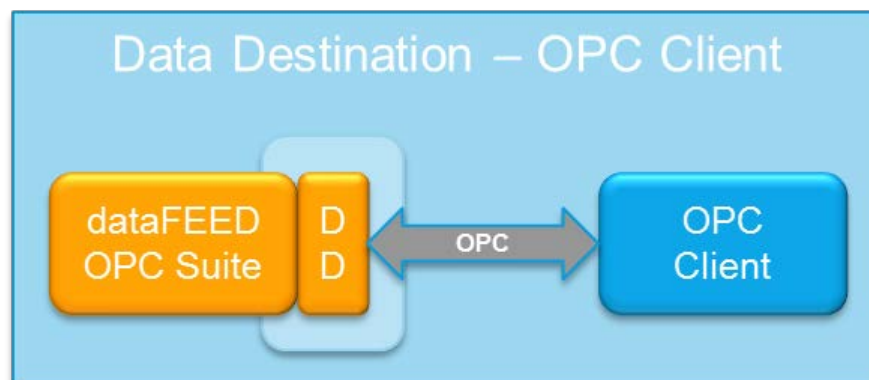 Data Destination – OPC Client
dataFEED
OPC Suite
D
D
OPC
OPC
Client